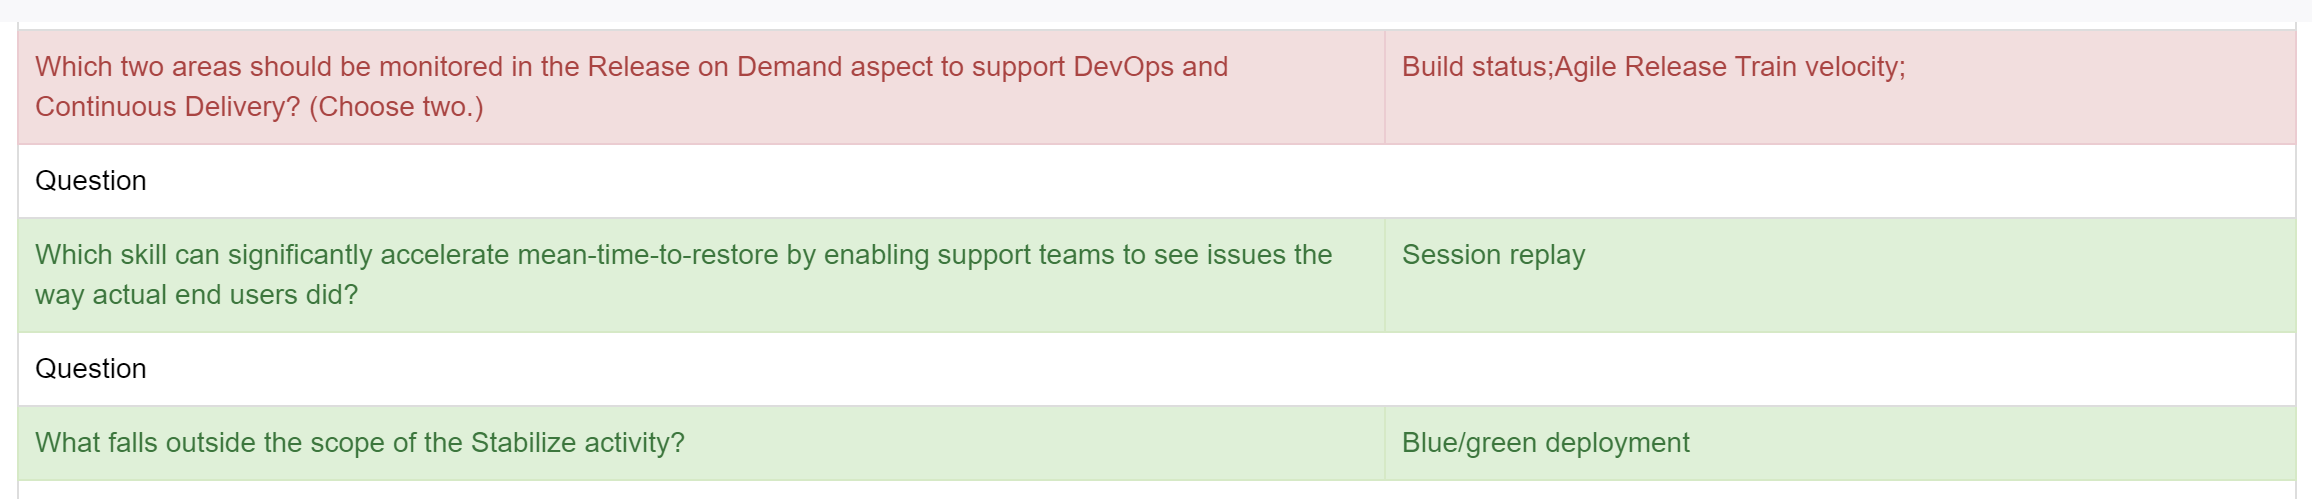 Which two areas should be monitored in the Release on Demand aspect to support DevOps and
Continuous Delivery? (Choose two.)
Build status;Agile Release Train velocity;
Question
Which skill can significantly accelerate mean-time-to-restore by enabling support teams to see issues the
way actual end users did?
Session replay
Question
What falls outside the scope of the Stabilize activity?
Blue/green deployment